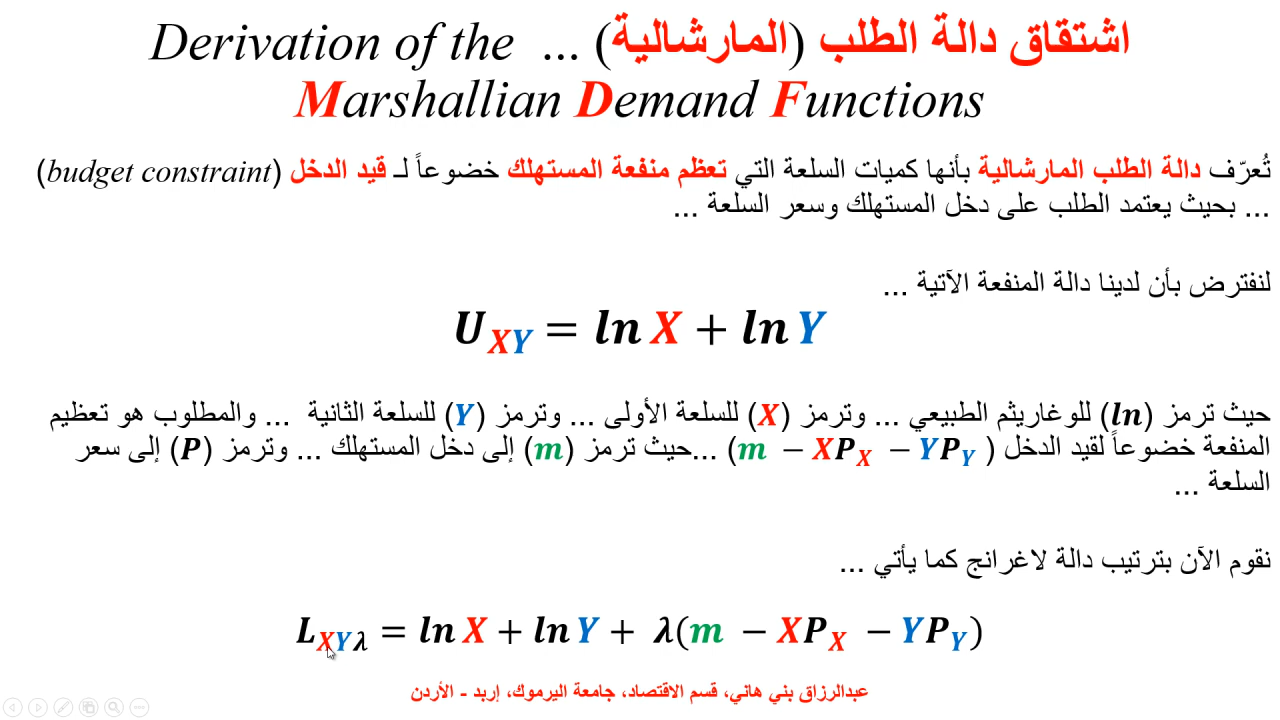 اشتقاق دالة الطلب (المارشالية) ... Derivation of the
Marshallian Demand Functions
تُعرّف دالة الطلب المارشالية بأنها كميات السلعة التي تعظم منفعة المستهلك خضوعاً لـ قيد الدخل (budget constraint)
... بحيث يعتمد الطلب على دخل المستهلك وسعر السلعة ...
لنفترض بأن لدينا دالة المنفعة الآتية ...
U_XY = ln X + ln Y
حيث ترمز (ln) للوغاريثم الطبيعي ... وترمز (X) للسلعة الأولى ... وترمز (Y) للسلعة الثانية ... والمطلوب هو تعظيم
المنفعة خضوعاً لقيد الدخل (m − XP_X − YP_Y) ...حيث ترمز (m) إلى دخل المستهلك ... وترمز (P) إلى سعر
السلعة ...
نقوم الآن بترتيب دالة لاغرانج كما يأتي ...
L_XYλ = ln X + ln Y + λ(m − XP_X − YP_Y)
عبدالرزاق بني هاني، قسم الاقتصاد، جامعة اليرموك، إربد - الأردن